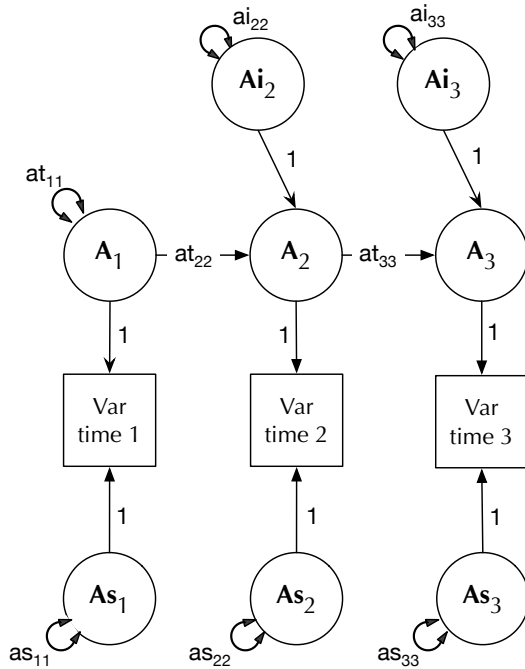 ai22 ai33
Ai2 Ai3
1 1
at11
A1 at22 A2 at33 A3
1 1 1
Var Var Var
time 1 time 2 time 3
1 1 1
As1 As2 As3
as11 as22 as33